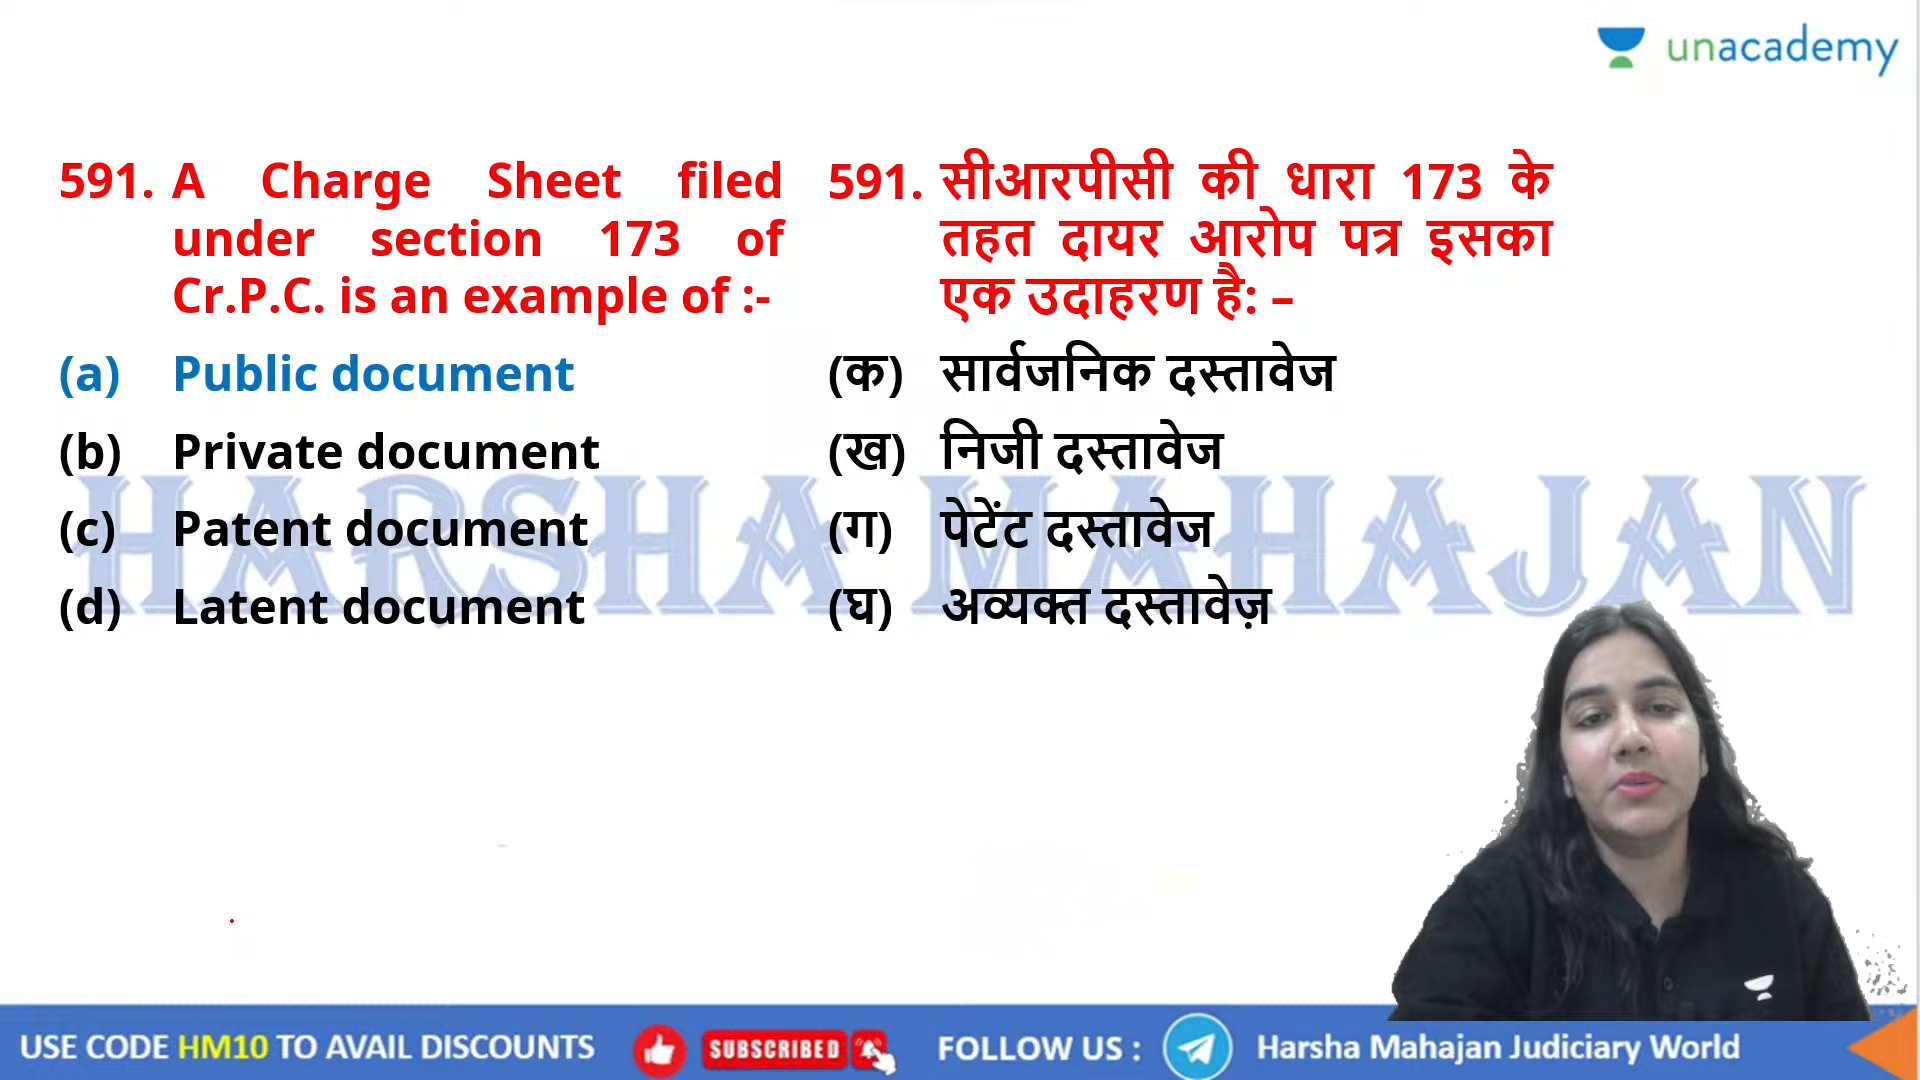 unacademy
591. A Charge Sheet filed
under section 173 of
Cr.P.C. is an example of :-
(a) Public document
(b) Private document
(c) Patent document
(d) Latent document
591. सीआरपीसी की धारा 173 के
तहत दायर आरोप पत्र इसका
एक उदाहरण है: –
(क) सार्वजनिक दस्तावेज
(ख) निजी दस्तावेज
(ग) पेटेंट दस्तावेज
(घ) अव्यक्त दस्तावेज़
HARSHA MAHAJAN
USE CODE HM10 TO AVAIL DISCOUNTS
SUBSCRIBED
FOLLOW US :
Harsha Mahajan Judiciary World